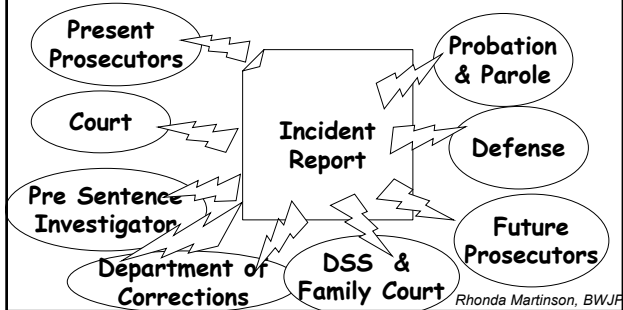 Present
Prosecutors
Court
Pre Sentence
Investigator
Department of
Corrections
Incident
Report
DSS &
Family Court
Probation
& Parole
Defense
Future
Prosecutors
Rhonda Martinson, BWJP